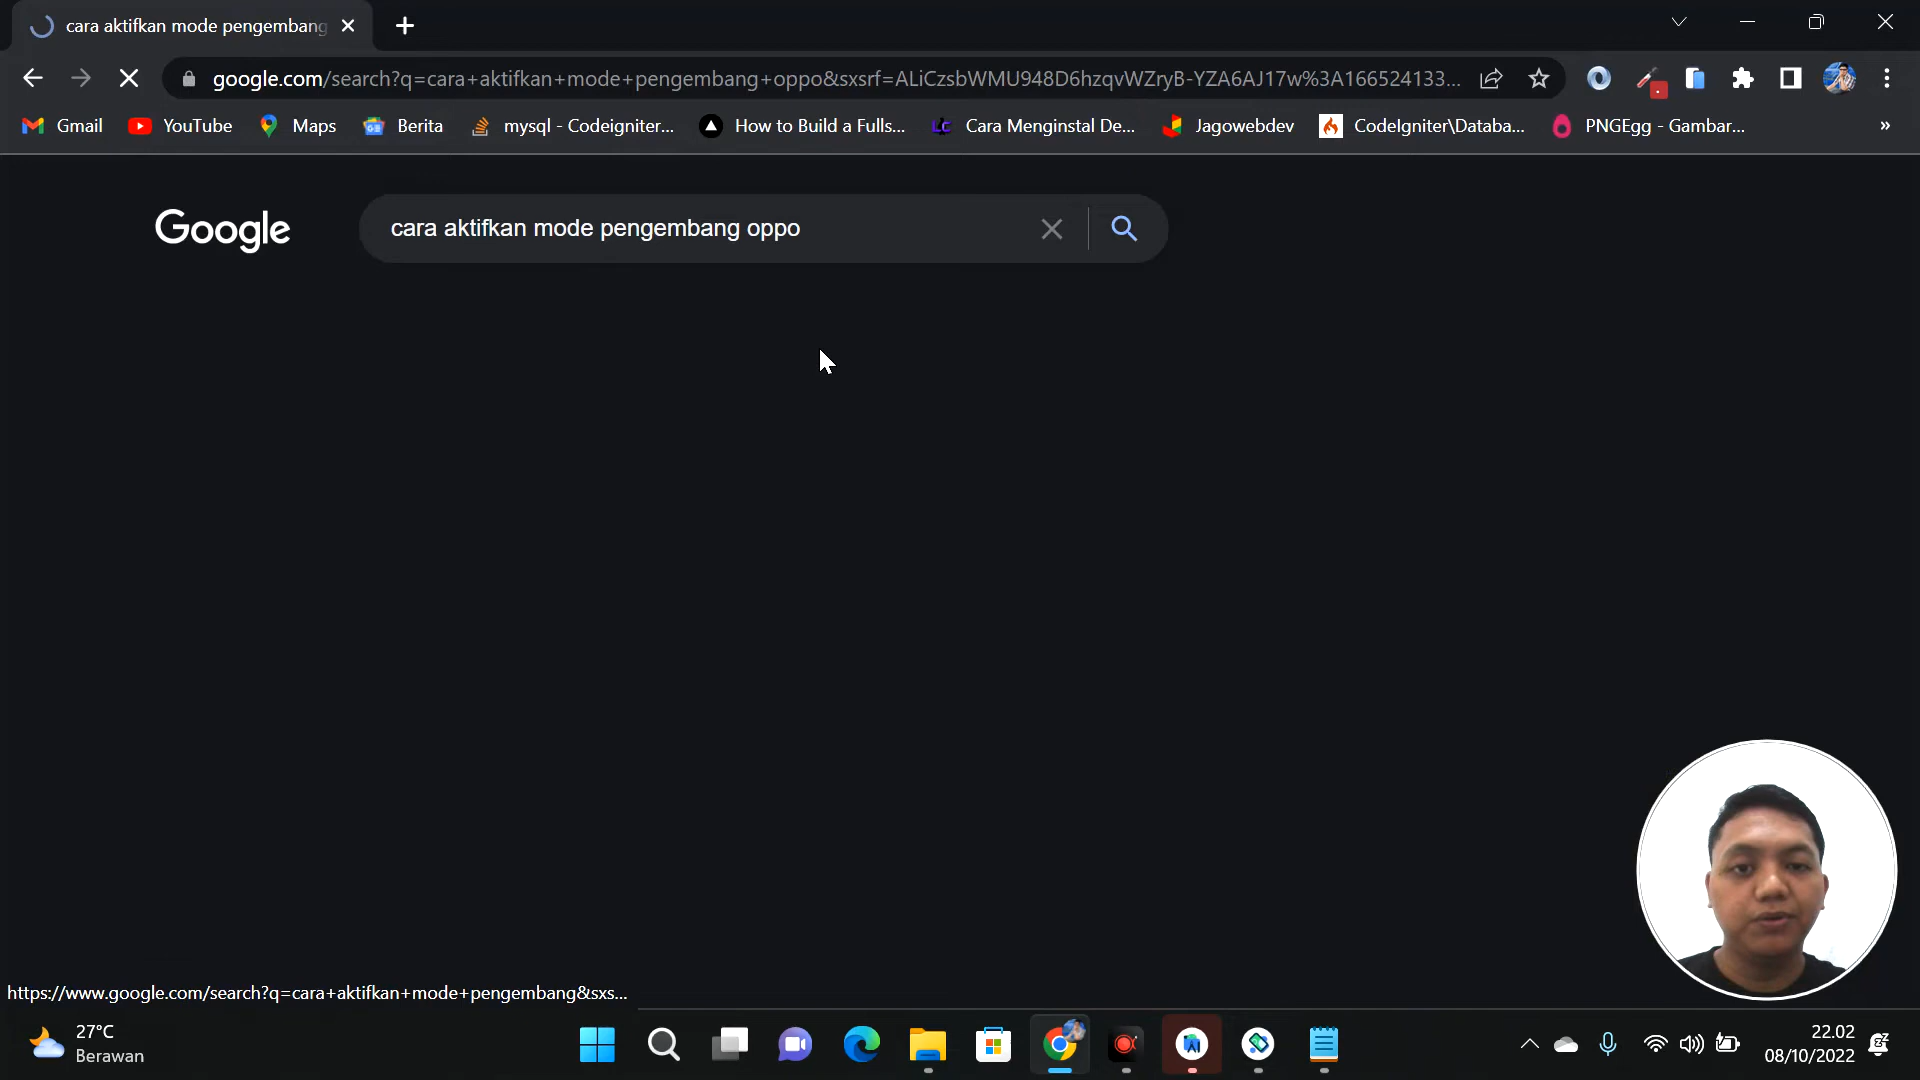 cara aktifkan mode pengembang
google.com/search?q=cara+aktifkan+mode+pengembang+oppo&sxsrf=ALiCzsbWMU948D6hzqvWZryB-YZA6AJ17w%3A166524133...
Gmail
YouTube
Maps
Berita
mysql - Codeigniter...
How to Build a Fulls...
Cara Menginstal De...
Jagowebdev
CodeIgniter\Databa...
PNGEgg - Gambar...
»
Google
cara aktifkan mode pengembang oppo
https://www.google.com/search?q=cara+aktifkan+mode+pengembang&sxs...
27°C
Berawan
22.02
08/10/2022